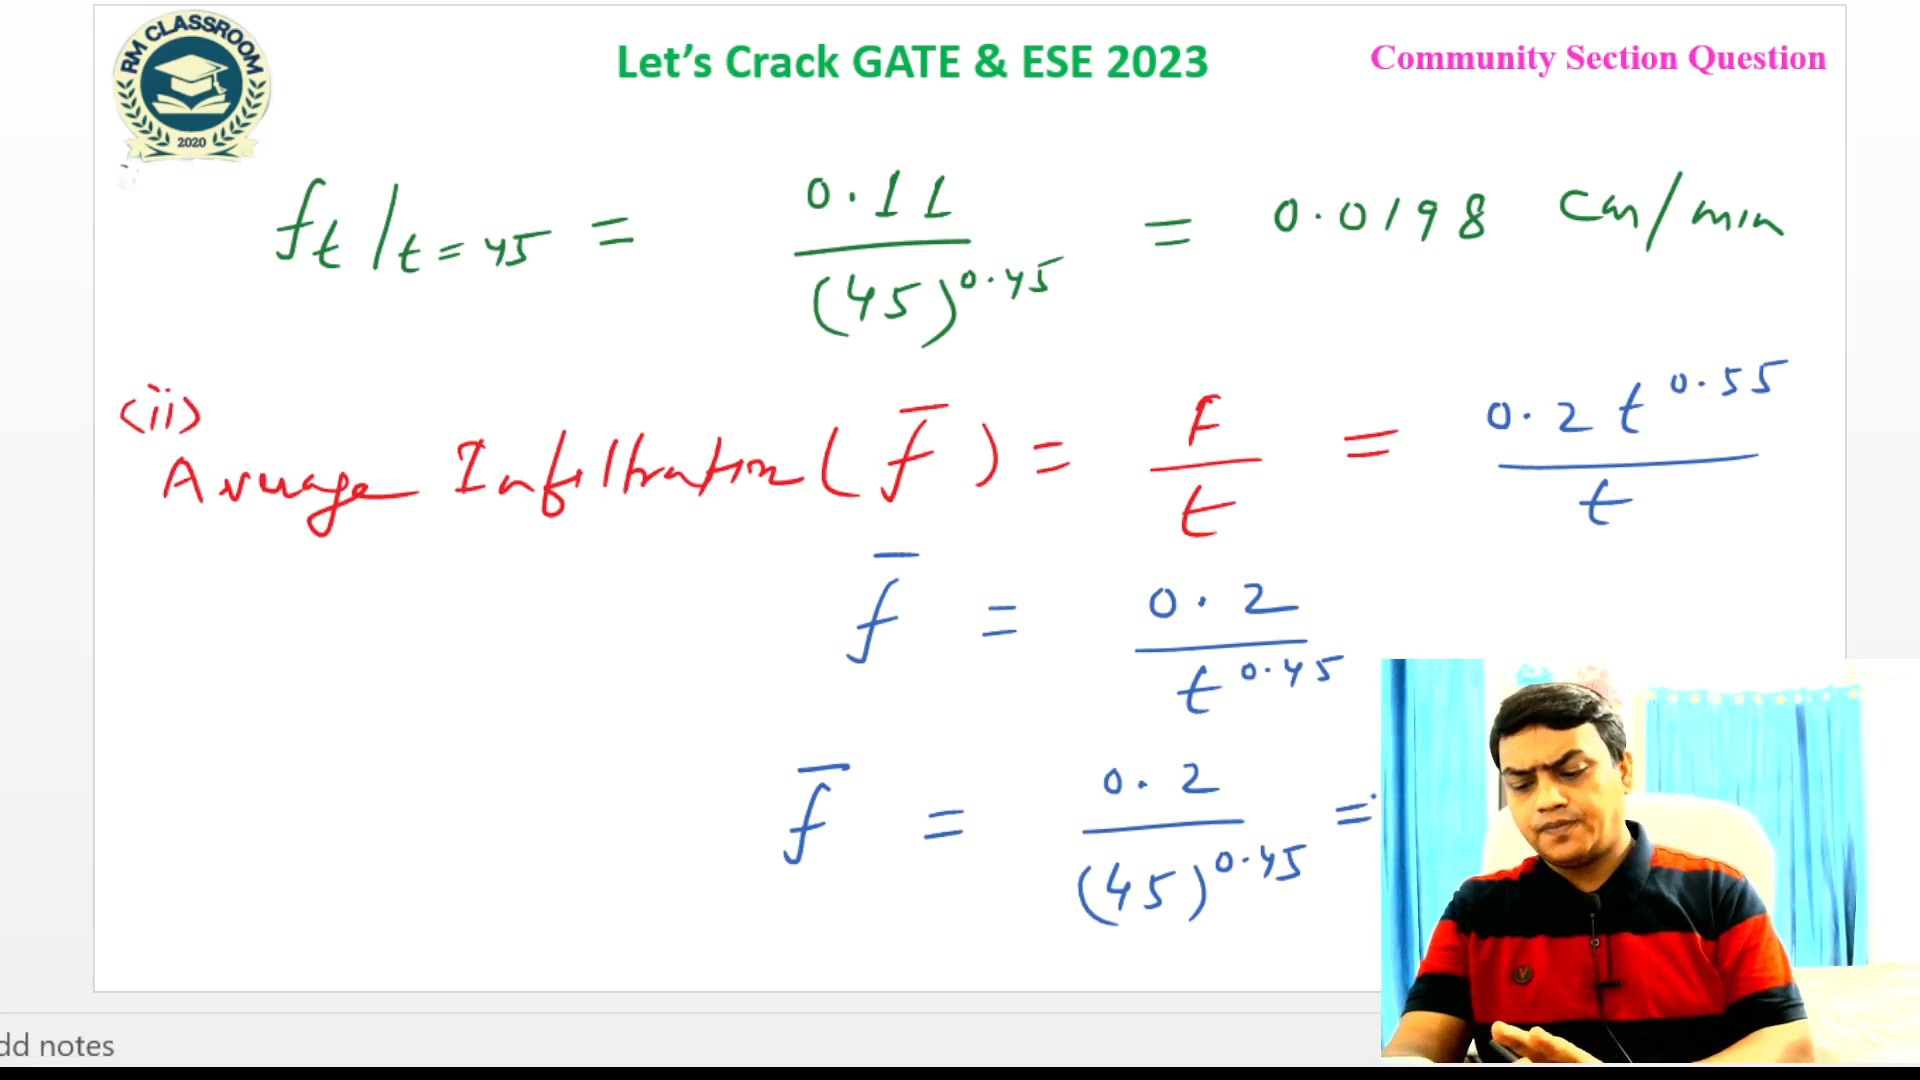 RM CLASSROOM
2020
Let's Crack GATE & ESE 2023
Community Section Question
ft /t = 45 = 0.11 / (45)^0.45 = 0.0198 cm/min
(ii)
Average Infiltration (f̅) = F / t = 0.2 t^0.55 / t
f̅ = 0.2 / t^0.45
f̅ = 0.2 / (45)^0.45 =
dd notes